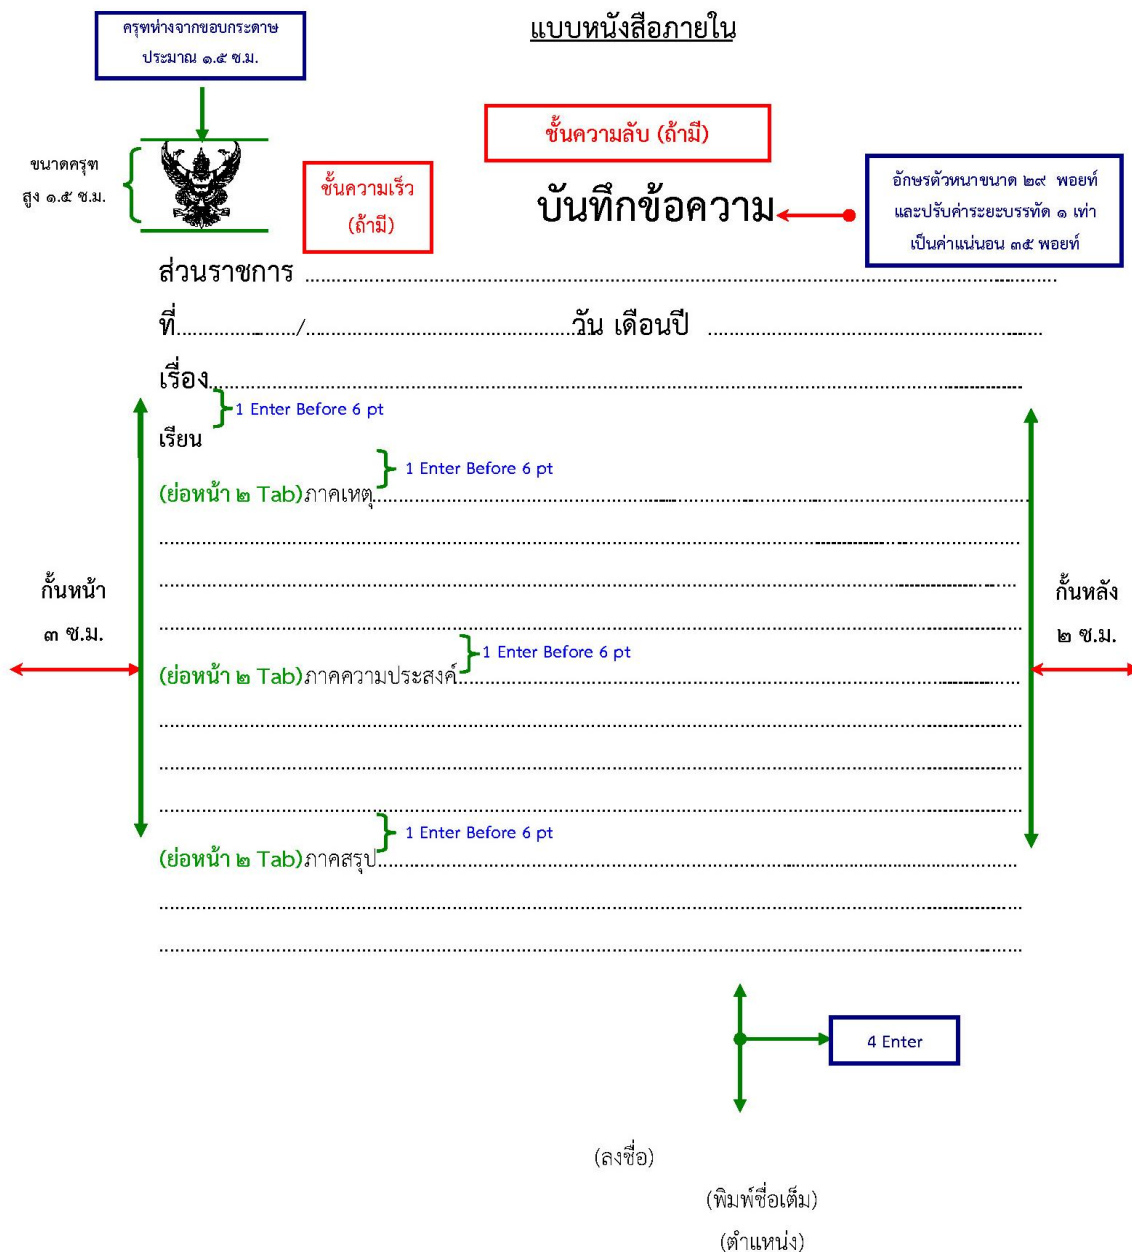 แบบหนังสือภายใน
ครุฑห่างจากขอบกระดาษ
ประมาณ ๑.๕ ซ.ม.
ชั้นความลับ (ถ้ามี)
ขนาดครุฑ
สูง ๑.๕ ซ.ม.
ชั้นความเร็ว
(ถ้ามี)
บันทึกข้อความ
อักษรตัวหนาขนาด ๒๙ พอยท์
และปรับค่าระยะบรรทัด ๑ เท่า
เป็นค่าแน่นอน ๓๕ พอยท์
ส่วนราชการ ................................................................
ที่..................../................................................วัน เดือนปี ................................................................
เรื่อง................................................................
1 Enter Before 6 pt
เรียน
1 Enter Before 6 pt
(ย่อหน้า ๒ Tab)ภาคเหตุ................................................................
................................................................
................................................................
................................................................
กั้นหน้า
๓ ซ.ม.
กั้นหลัง
๒ ซ.ม.
1 Enter Before 6 pt
(ย่อหน้า ๒ Tab)ภาคความประสงค์................................................................
................................................................
................................................................
................................................................
1 Enter Before 6 pt
(ย่อหน้า ๒ Tab)ภาคสรุป................................................................
................................................................
................................................................
4 Enter
(ลงชื่อ)
(พิมพ์ชื่อเต็ม)
(ตำแหน่ง)